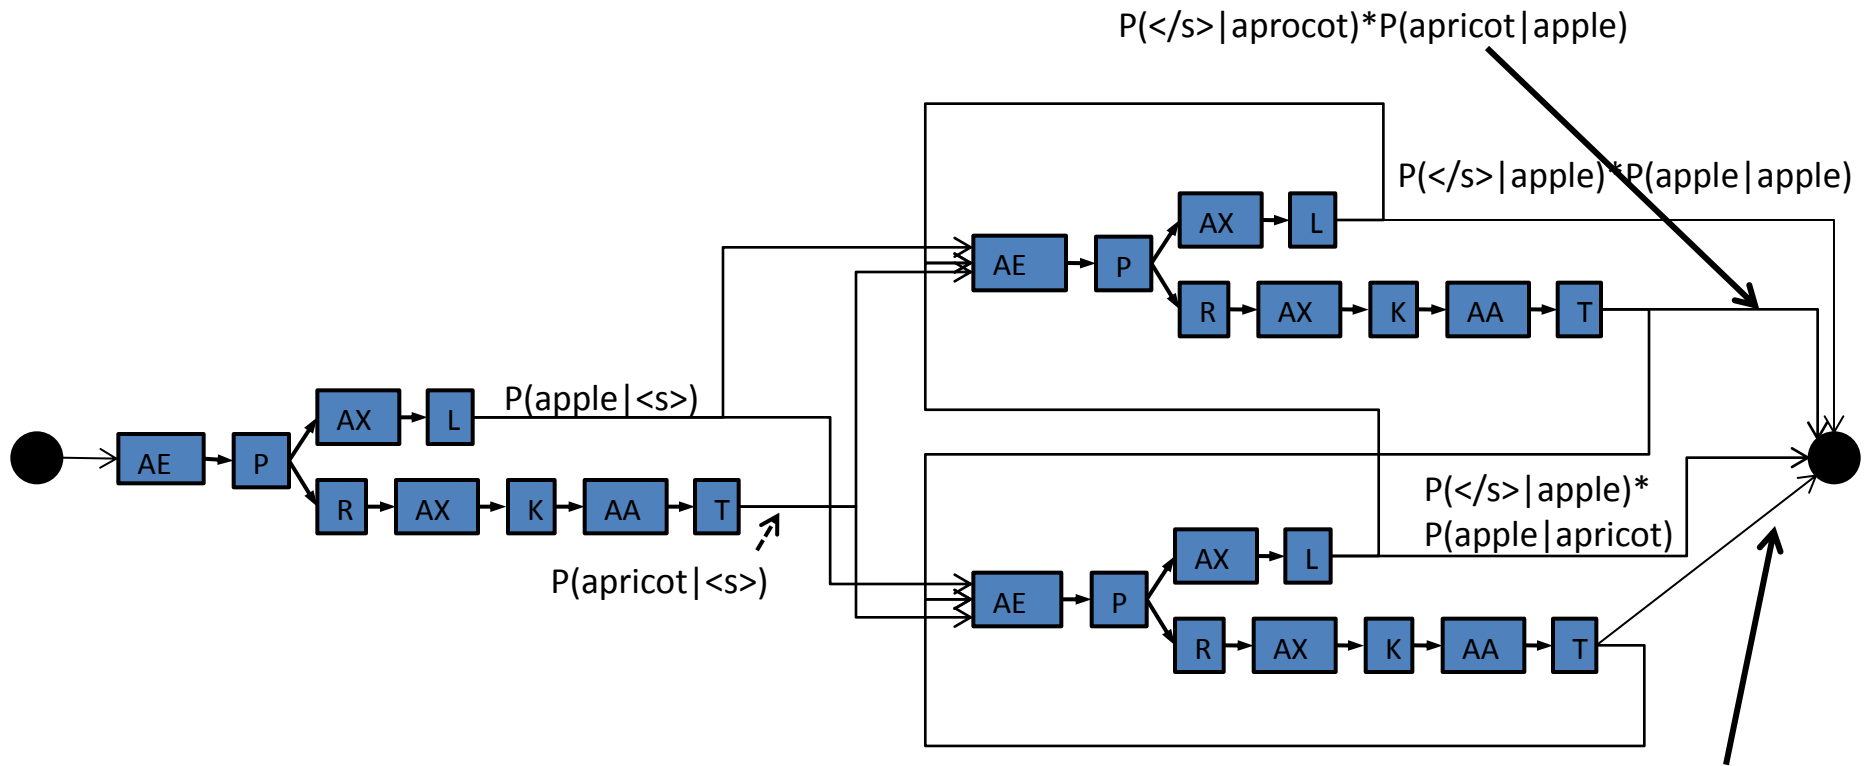 P(</s>|aprocot)*P(apricot|apple)
P(</s>|apple)*P(apple|apple)
AX L
AE P
R AX K AA T
P(apple|<s>)
AX L
AE P
R AX K AA T
P(apricot|<s>)
P(</s>|apple)*
P(apple|apricot)
AX L
AE P
R AX K AA T